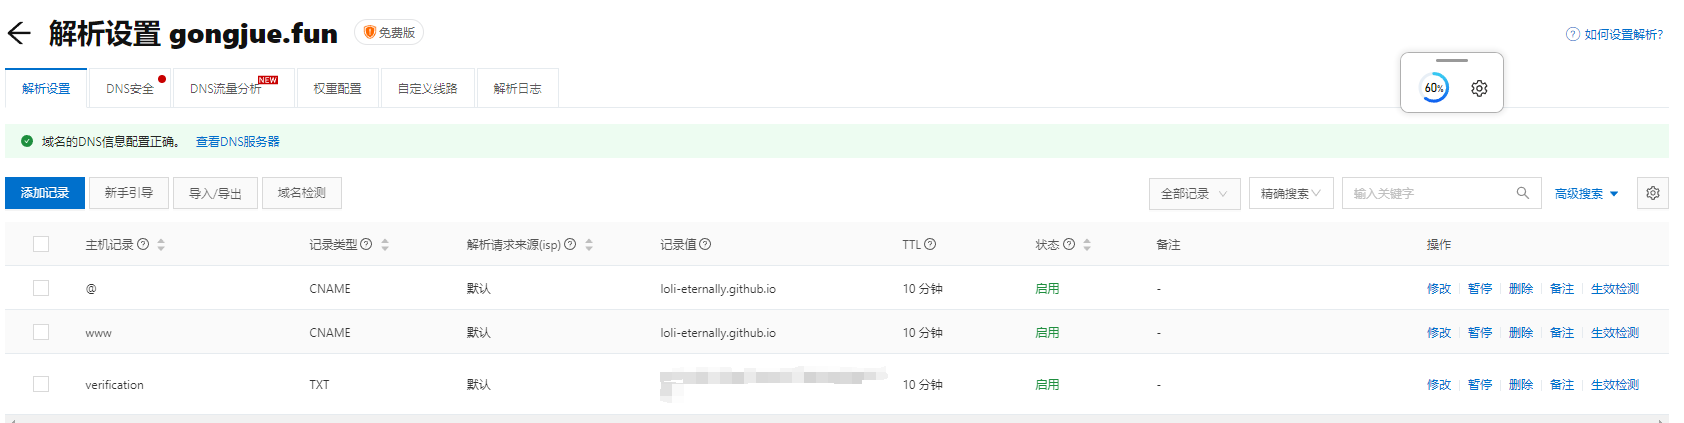 解析设置 gongjue.fun 免费版
如何设置解析?
解析设置 DNS安全 DNS流量分析 NEW 权重配置 自定义线路 解析日志
60%
域名的DNS信息配置正确。 查看DNS服务器
添加记录 新手引导 导入/导出 域名检测 全部记录 精确搜索 输入关键字 高级搜索
主机记录 记录类型 解析请求来源(isp) 记录值 TTL 状态 备注 操作
@ CNAME 默认 loli-eternally.github.io 10 分钟 启用 - 修改 暂停 删除 备注 生效检测
www CNAME 默认 loli-eternally.github.io 10 分钟 启用 - 修改 暂停 删除 备注 生效检测
verification TXT 默认 10 分钟 启用 - 修改 暂停 删除 备注 生效检测